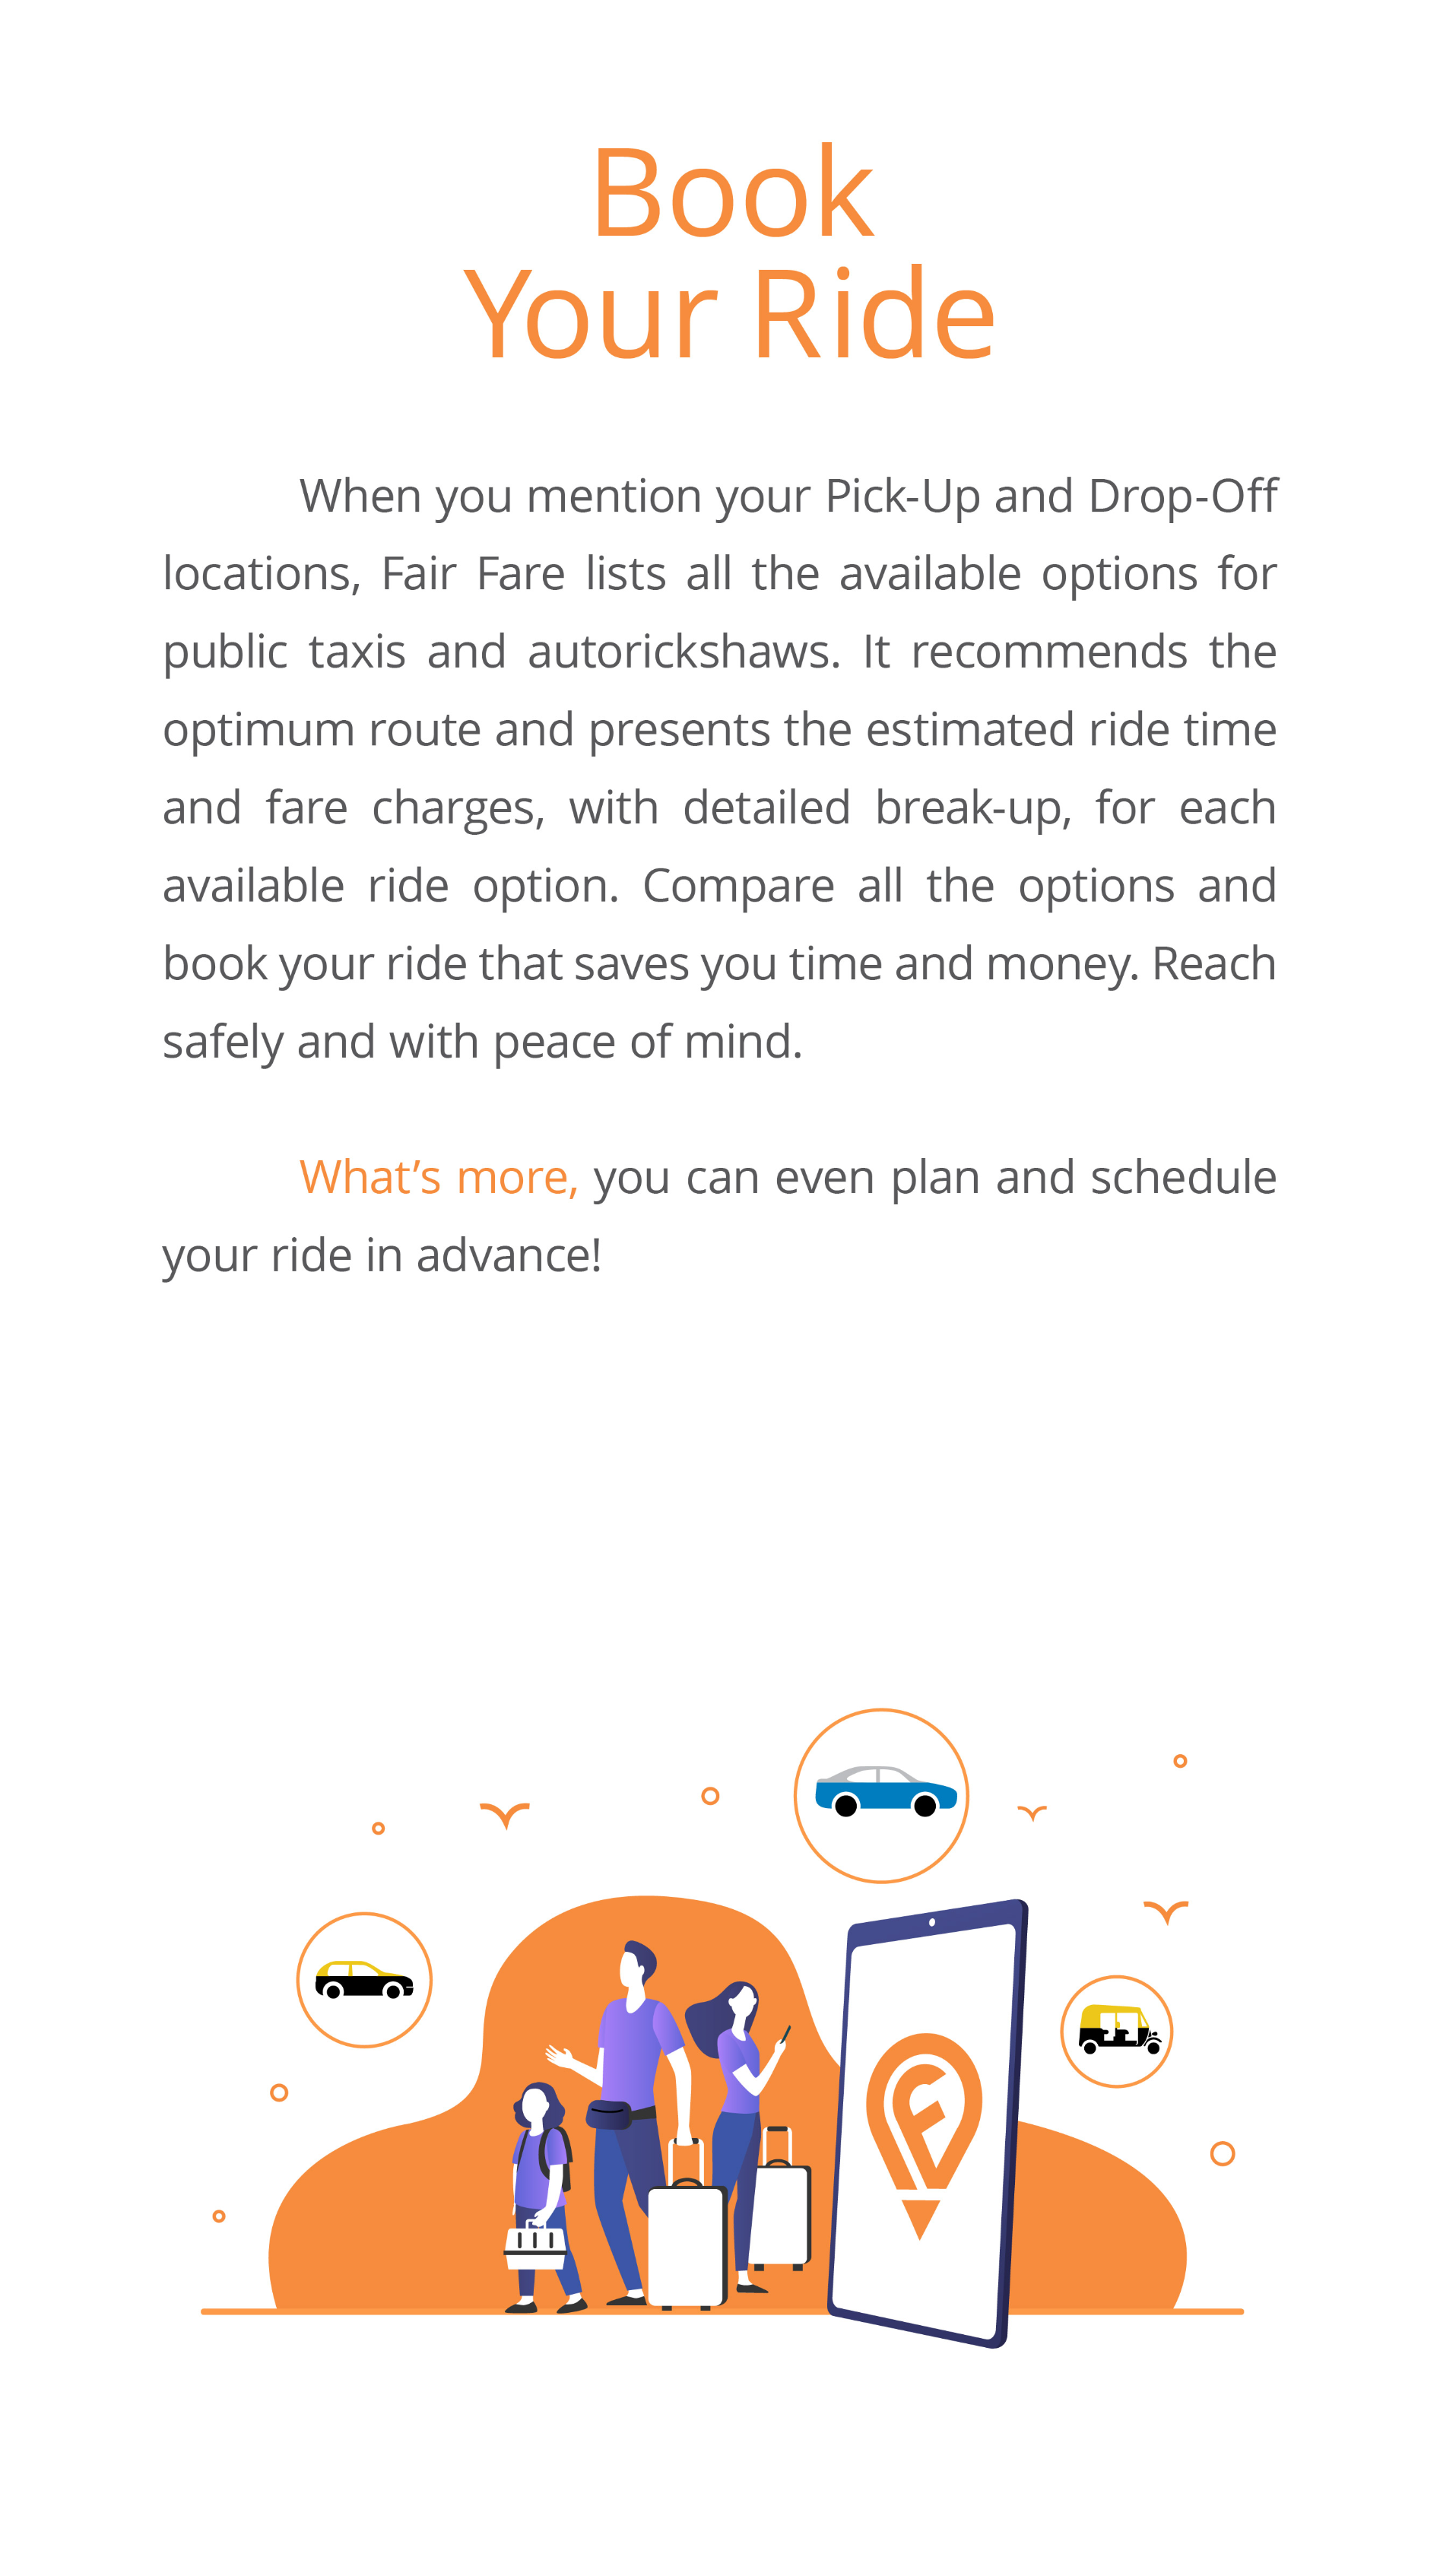 Book
Your Ride
When you mention your Pick-Up and Drop-Off
locations, Fair Fare lists all the available options for
public taxis and autorickshaws. It recommends the
optimum route and presents the estimated ride time
and fare charges, with detailed break-up, for each
available ride option. Compare all the options and
book your ride that saves you time and money. Reach
safely and with peace of mind.
What’s more, you can even plan and schedule
your ride in advance!